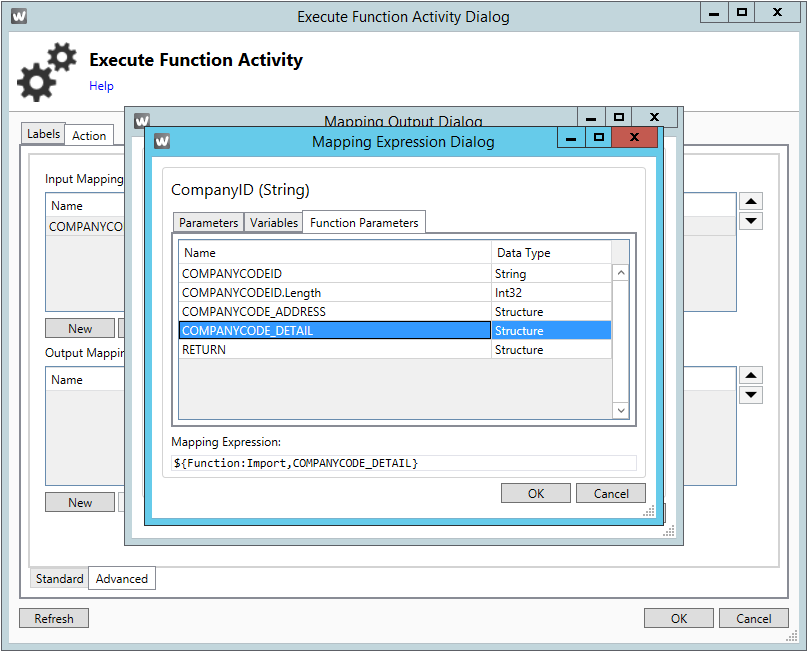 Execute Function Activity Dialog
Execute Function Activity
Help
Labels
Action
Input Mapping
Name
COMPANYCO
New
Output Mappin
Name
New
Standard
Advanced
Refresh
OK
Cancel
Mapping Output Dialog
Mapping Expression Dialog
CompanyID (String)
Parameters
Variables
Function Parameters
Name Data Type
COMPANYCODEID String
COMPANYCODEID.Length Int32
COMPANYCODE_ADDRESS Structure
COMPANYCODE_DETAIL Structure
RETURN Structure
Mapping Expression:
${Function:Import,COMPANYCODE_DETAIL}
OK
Cancel